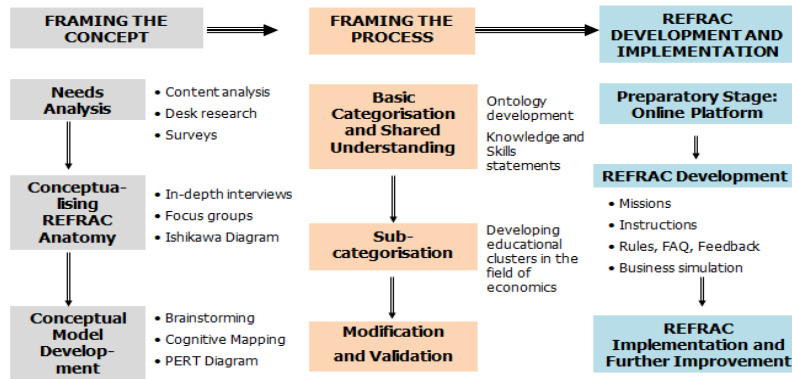 FRAMING THE
CONCEPT
FRAMING THE
PROCESS
REFRAC
DEVELOPMENT AND
IMPLEMENTATION
Needs
Analysis
• Content analysis
• Desk research
• Surveys
Conceptua-
lising
REFRAC
Anatomy
• In-depth interviews
• Focus groups
• Ishikawa Diagram
Conceptual
Model
Develop-
ment
• Brainstorming
• Cognitive Mapping
• PERT Diagram
Basic
Categorisation
and Shared
Understanding
Ontology
development
Knowledge and
Skills
statements
Sub-
categorisation
Developing
educational
clusters in the
field of
economics
Modification
and Validation
Preparatory Stage:
Online Platform
REFRAC Development
• Missions
• Instructions
• Rules, FAQ, Feedback
• Business simulation
REFRAC
Implementation and
Further Improvement